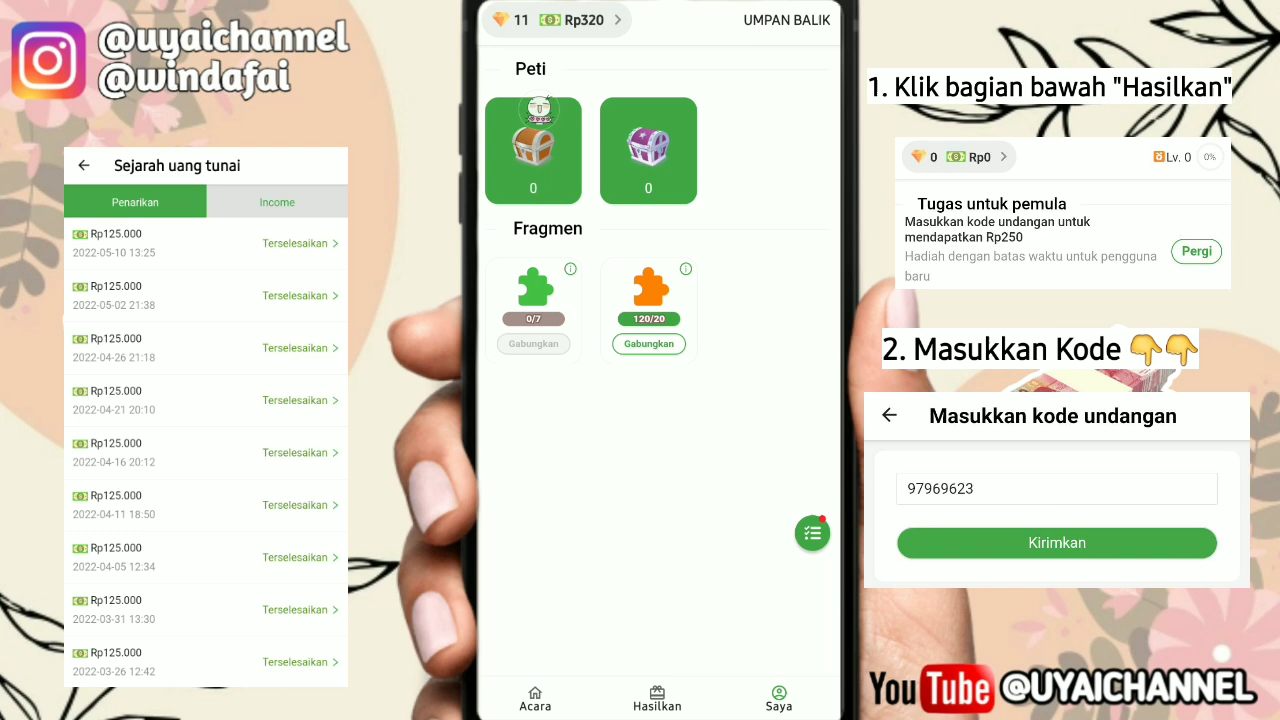 @uyaichannel
@windafai
Sejarah uang tunai
Penarikan
Income
Rp125.000
2022-05-10 13:25
Terselesaikan
Rp125.000
2022-05-02 21:38
Terselesaikan
Rp125.000
2022-04-26 21:18
Terselesaikan
Rp125.000
2022-04-21 20:10
Terselesaikan
Rp125.000
2022-04-16 20:12
Terselesaikan
Rp125.000
2022-04-11 18:50
Terselesaikan
Rp125.000
2022-04-05 12:34
Terselesaikan
Rp125.000
2022-03-31 13:30
Terselesaikan
Rp125.000
2022-03-26 12:42
Terselesaikan
11 Rp320
UMPAN BALIK
Peti
0
0
Fragmen
0/7
120/20
Gabungkan
Gabungkan
Acara
Hasilkan
Saya
1. Klik bagian bawah "Hasilkan"
0 Rp0
Lv. 0
0%
Tugas untuk pemula
Masukkan kode undangan untuk
mendapatkan Rp250
Hadiah dengan batas waktu untuk pengguna
baru
Pergi
2. Masukkan Kode 👇👇
Masukkan kode undangan
97969623
Kirimkan
YouTube @UYAICHANNEL